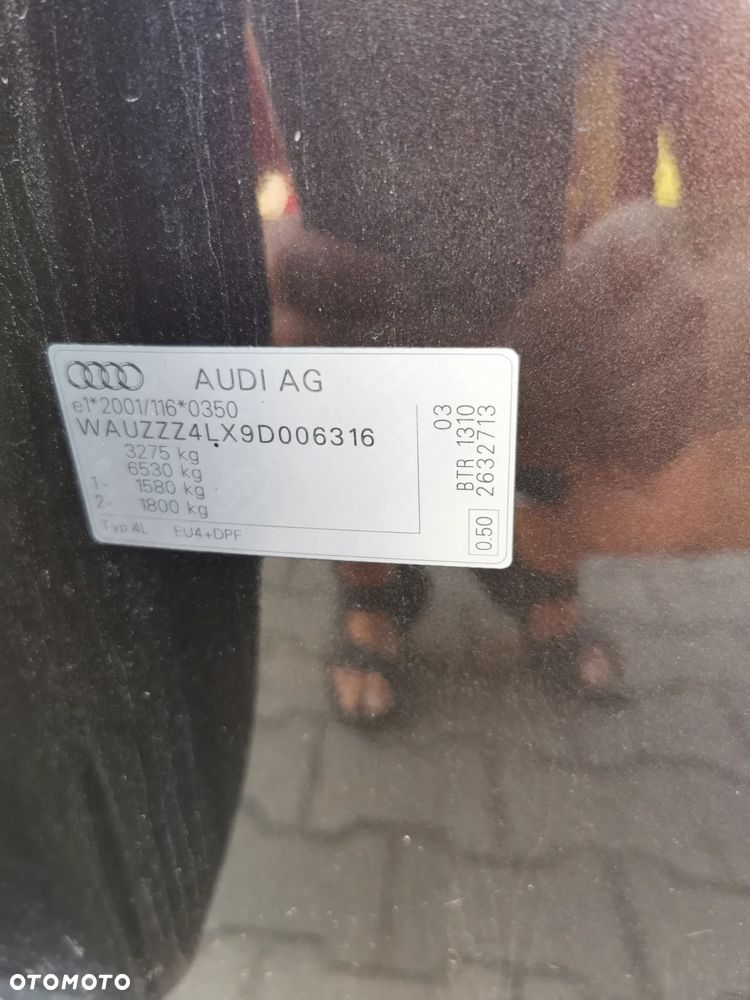 AUDI AG
e1*2001/116*0350
WAUZZZ4LX9D006316
3275 kg
6530 kg
1- 1580 kg
2- 1800 kg
Typ 4L EU4+DPF
03
BTR 1310
2632713
0.50
OTOMOTO